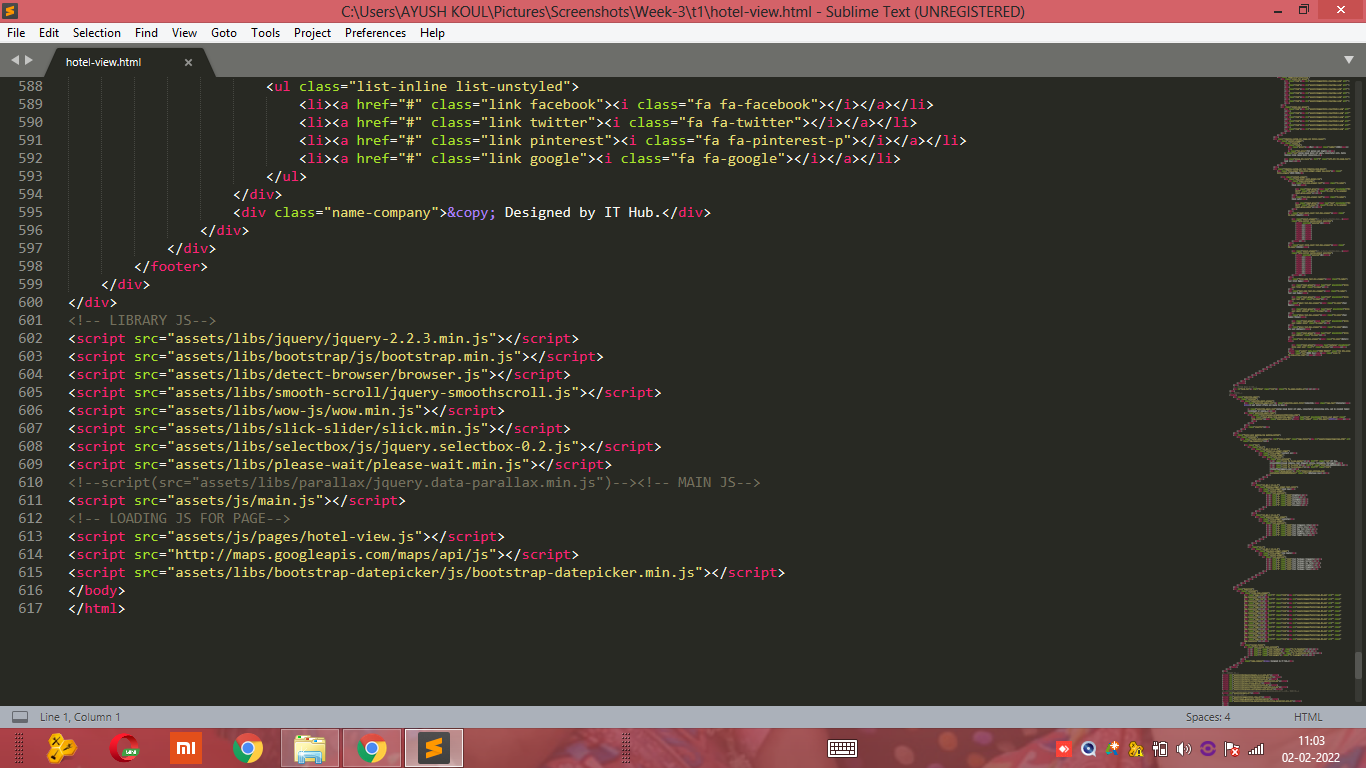 C:\Users\AYUSH KOUL\Pictures\Screenshots\Week-3\t1\hotel-view.html - Sublime Text (UNREGISTERED)
File Edit Selection Find View Goto Tools Project Preferences Help
hotel-view.html
588 <ul class="list-inline list-unstyled">
589 <li><a href="#" class="link facebook"><i class="fa fa-facebook"></i></a></li>
590 <li><a href="#" class="link twitter"><i class="fa fa-twitter"></i></a></li>
591 <li><a href="#" class="link pinterest"><i class="fa fa-pinterest-p"></i></a></li>
592 <li><a href="#" class="link google"><i class="fa fa-google"></i></a></li>
593 </ul>
594 </div>
595 <div class="name-company">&copy; Designed by IT Hub.</div>
596 </div>
597 </div>
598 </footer>
599 </div>
600 </div>
601 <!-- LIBRARY JS-->
602 <script src="assets/libs/jquery/jquery-2.2.3.min.js"></script>
603 <script src="assets/libs/bootstrap/js/bootstrap.min.js"></script>
604 <script src="assets/libs/detect-browser/browser.js"></script>
605 <script src="assets/libs/smooth-scroll/jquery-smoothscroll.js"></script>
606 <script src="assets/libs/wow-js/wow.min.js"></script>
607 <script src="assets/libs/slick-slider/slick.min.js"></script>
608 <script src="assets/libs/selectbox/js/jquery.selectbox-0.2.js"></script>
609 <script src="assets/libs/please-wait/please-wait.min.js"></script>
610 <!--script(src="assets/libs/parallax/jquery.data-parallax.min.js")--><!-- MAIN JS-->
611 <script src="assets/js/main.js"></script>
612 <!-- LOADING JS FOR PAGE-->
613 <script src="assets/js/pages/hotel-view.js"></script>
614 <script src="http://maps.googleapis.com/maps/api/js"></script>
615 <script src="assets/libs/bootstrap-datepicker/js/bootstrap-datepicker.min.js"></script>
616 </body>
617 </html>
Line 1, Column 1 Spaces: 4 HTML
mi
11:03
02-02-2022